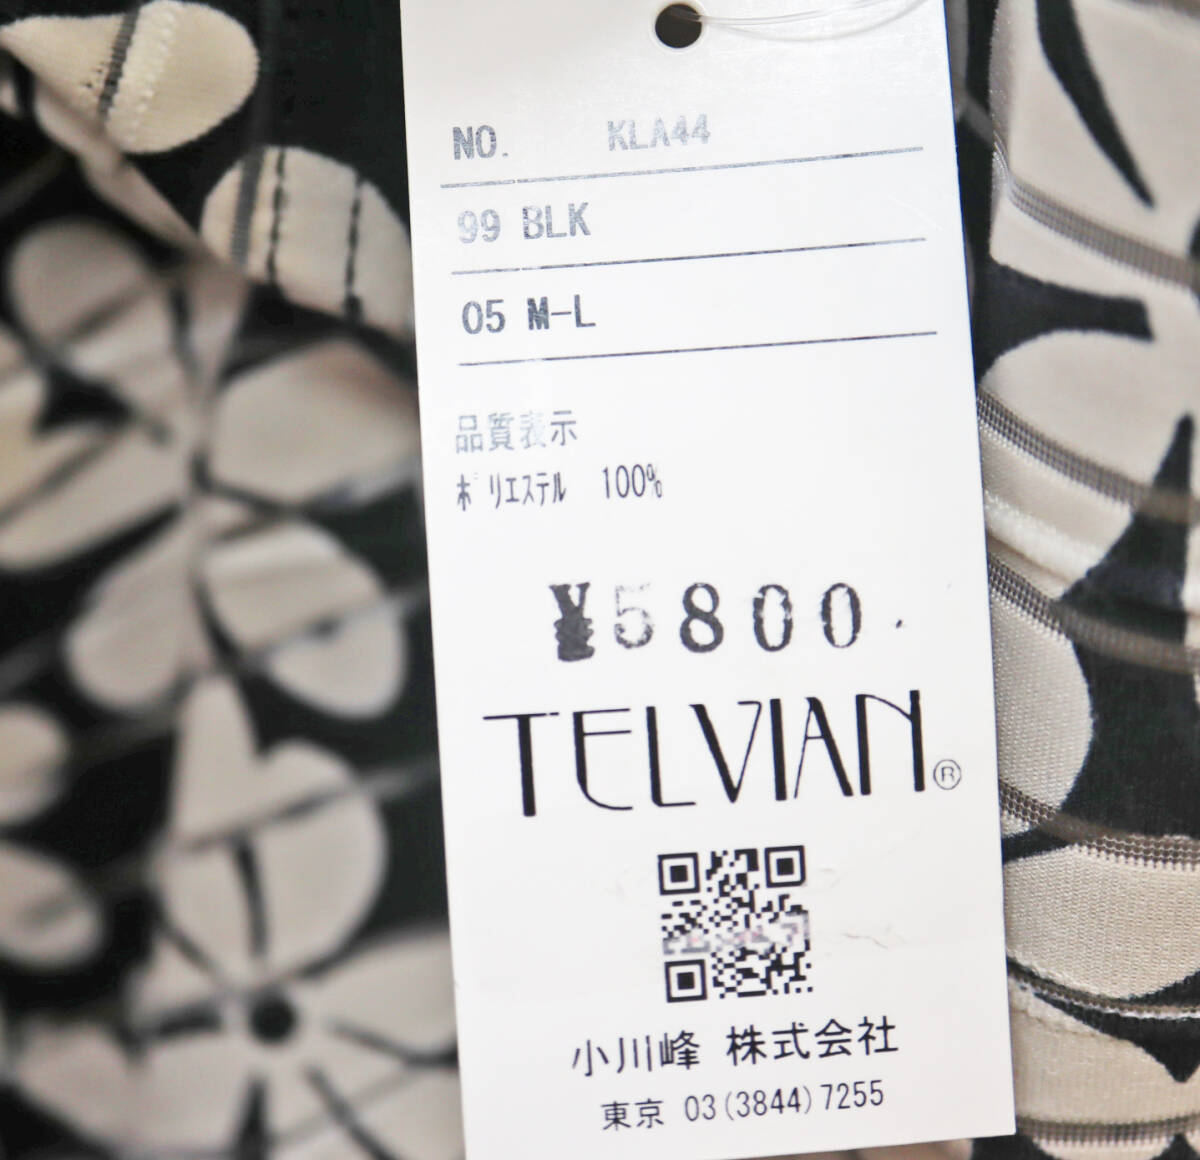 NO. KLA44
99 BLK
05 M-L
品質表示
ﾎﾟﾘｴｽﾃﾙ 100%
¥5800.
TELVIAN®
小川峰 株式会社
東京 03(3844)7255